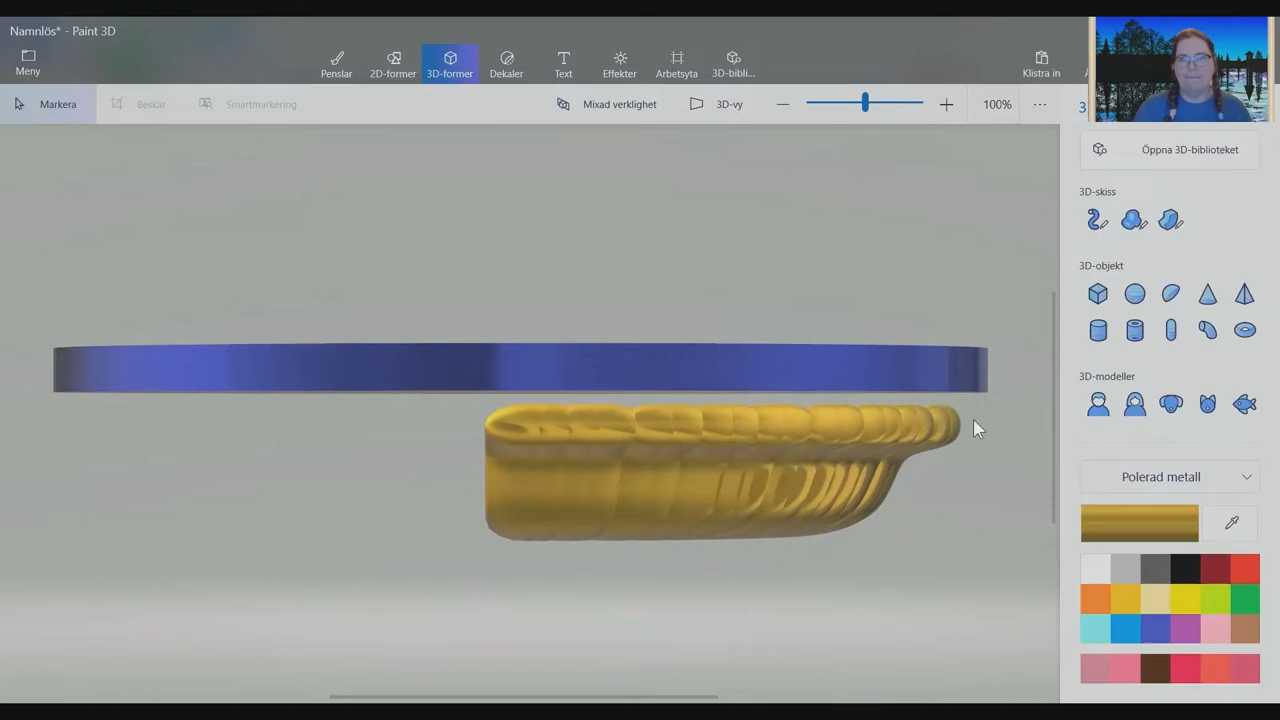 Namnlös* - Paint 3D
Meny
Penslar
2D-former
3D-former
Dekaler
Text
Effekter
Arbetsyta
3D-bibli...
Klistra in
Markera
Beskär
Smartmarkering
Mixad verklighet
3D-vy
100%
Öppna 3D-biblioteket
3D-skiss
3D-objekt
3D-modeller
Polerad metall